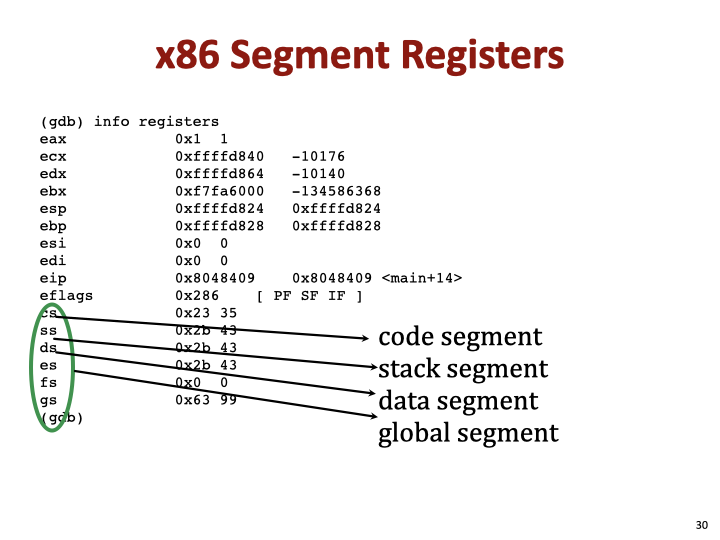 x86 Segment Registers
(gdb) info registers
eax 0x1 1
ecx 0xffffd840 -10176
edx 0xffffd864 -10140
ebx 0xf7fa6000 -134586368
esp 0xffffd824 0xffffd824
ebp 0xffffd828 0xffffd828
esi 0x0 0
edi 0x0 0
eip 0x8048409 0x8048409 <main+14>
eflags 0x286 [ PF SF IF ]
cs 0x23 35
ss 0x2b 43
ds 0x2b 43
es 0x2b 43
fs 0x0 0
gs 0x63 99
(gdb)
code segment
stack segment
data segment
global segment
30